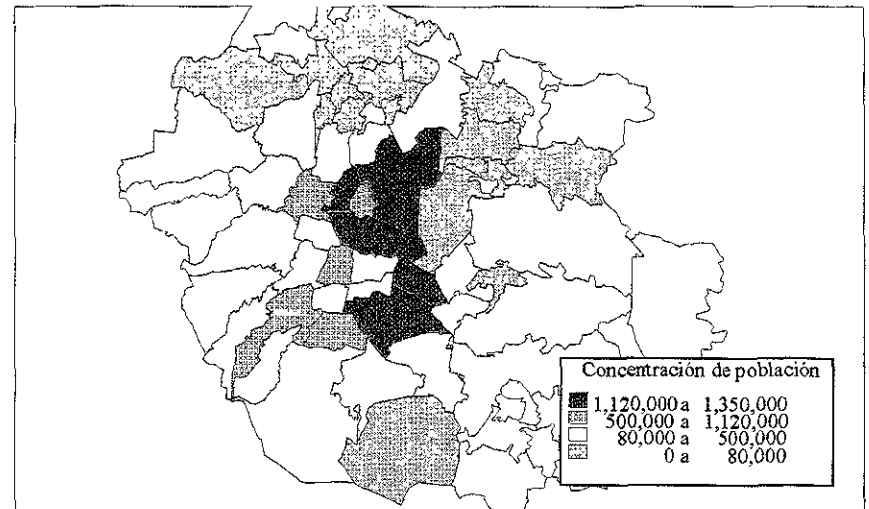 Concentración de población
1,120,000 a 1,350,000
500,000 a 1,120,000
80,000 a 500,000
0 a 80,000